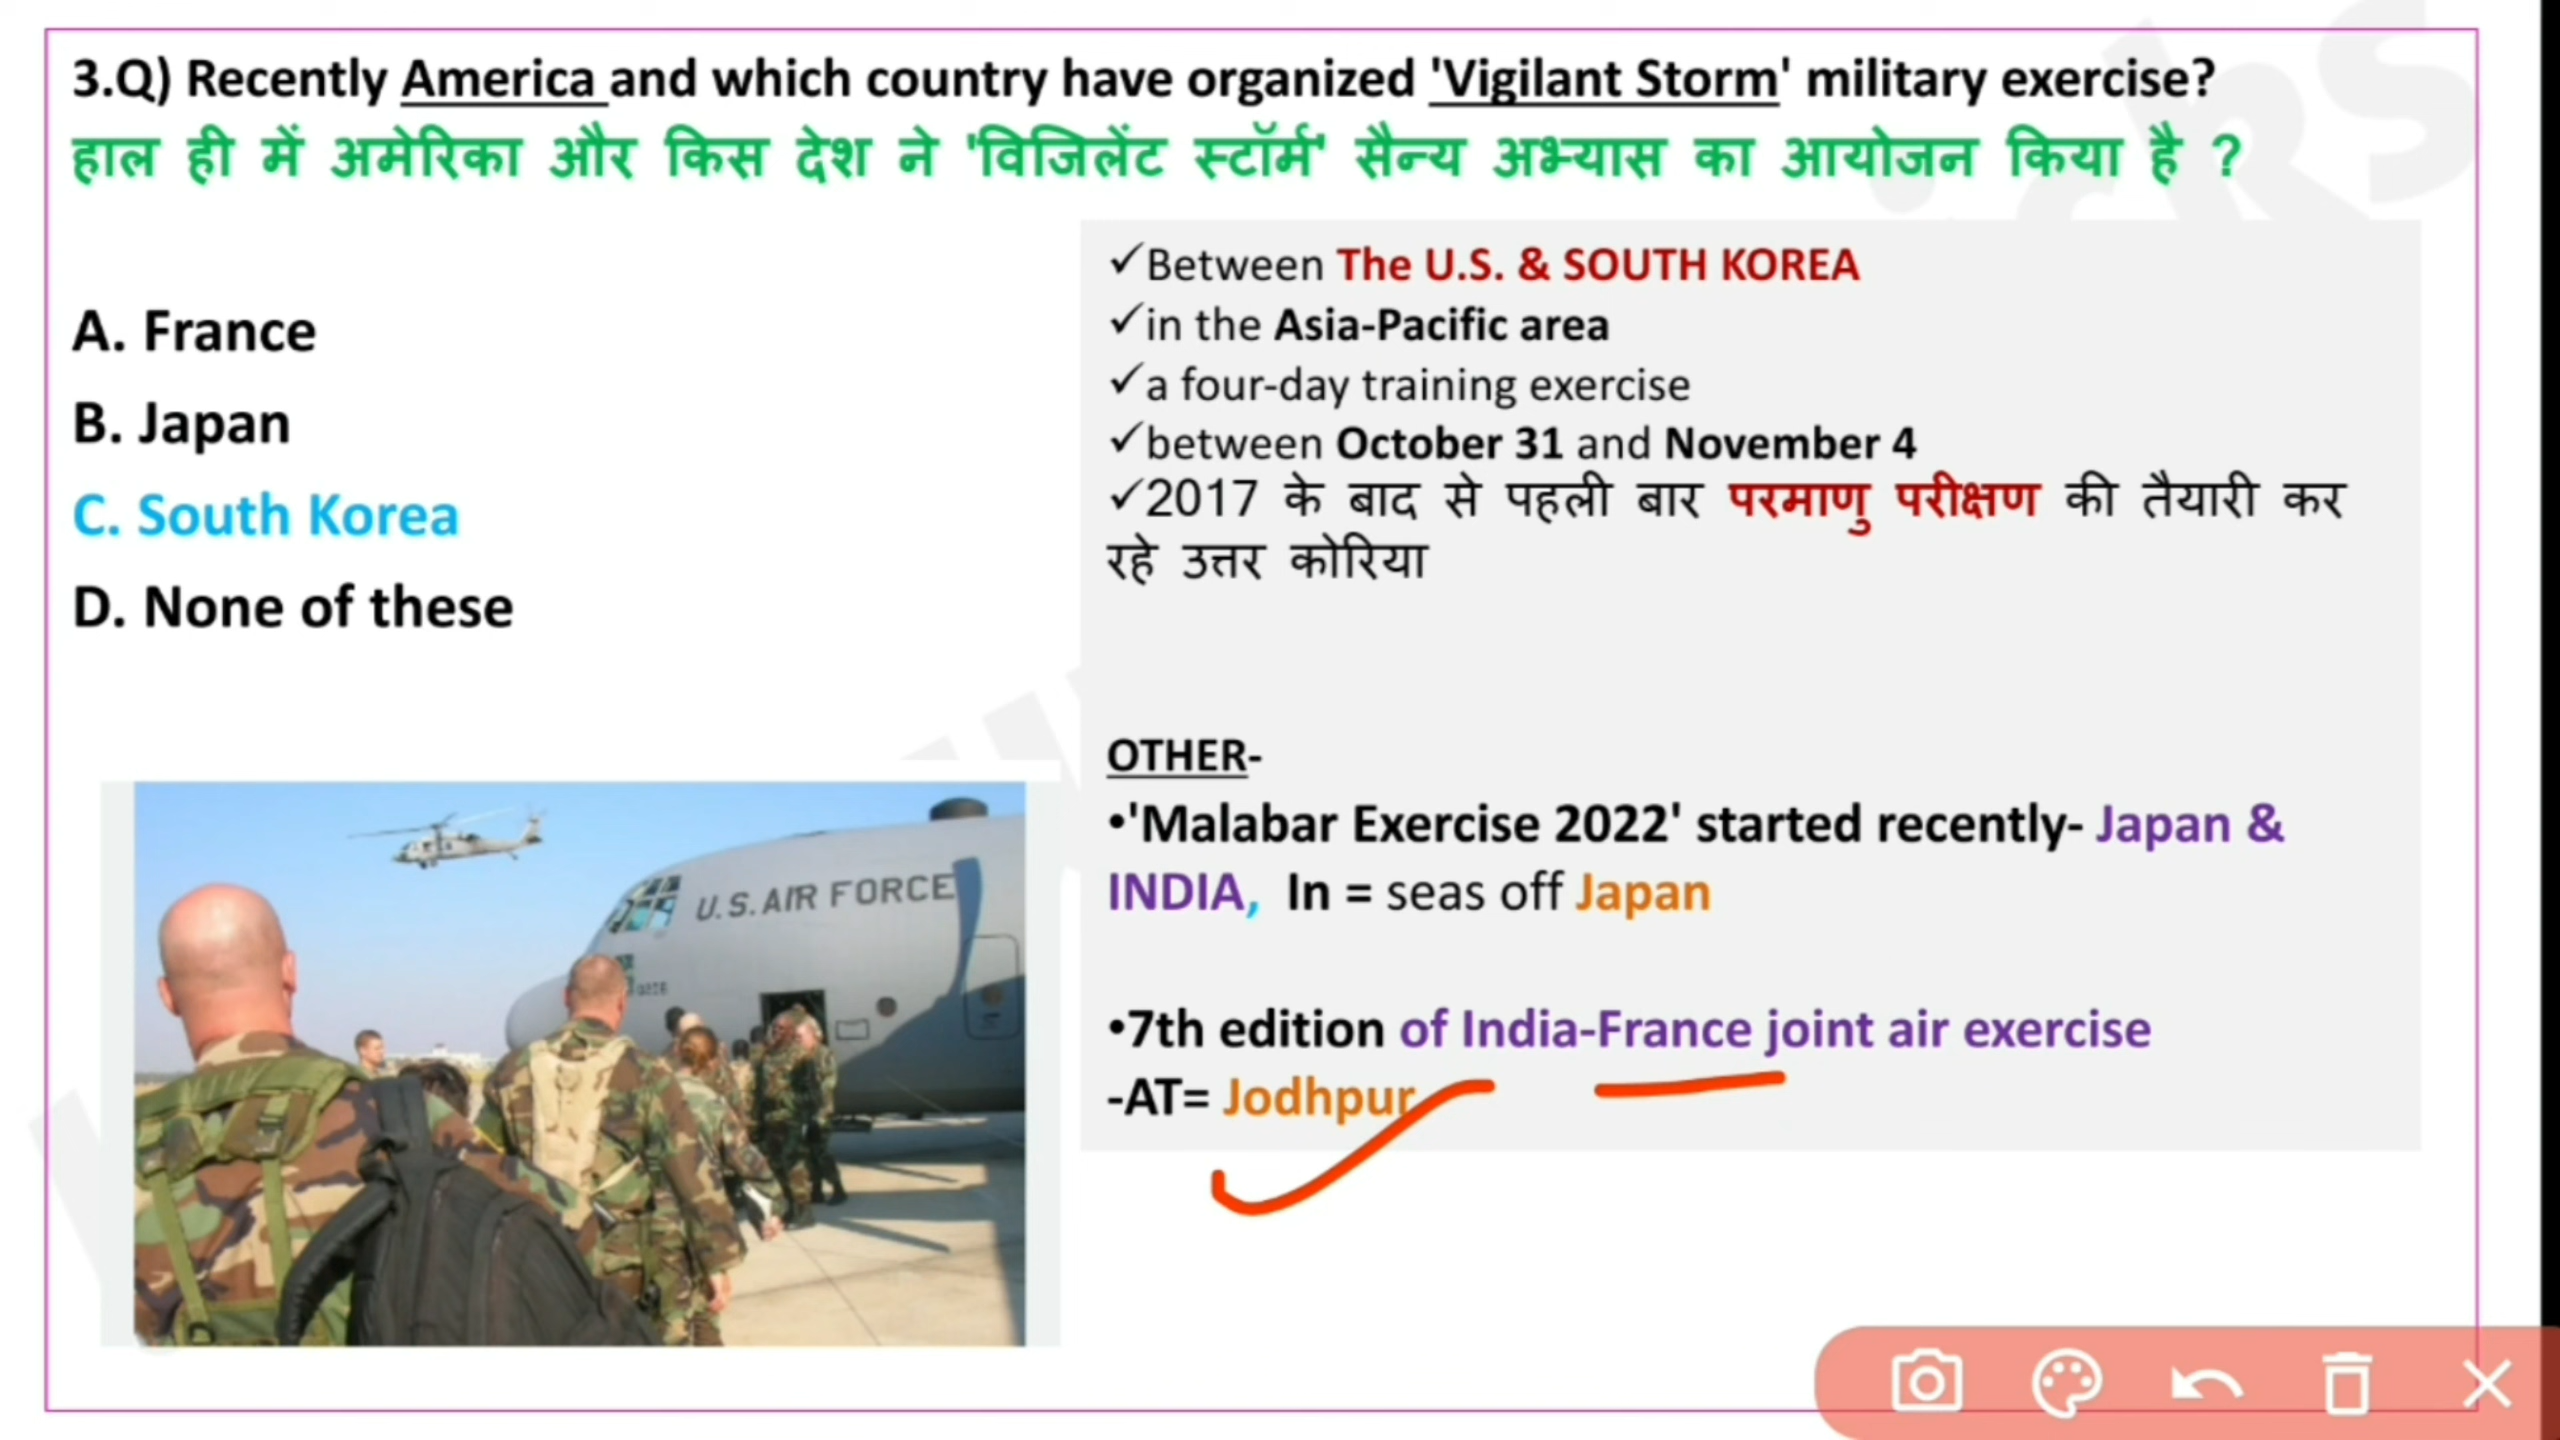 3.Q) Recently America and which country have organized 'Vigilant Storm' military exercise?
हाल ही में अमेरिका और किस देश ने 'विजिलेंट स्टॉर्म' सैन्य अभ्यास का आयोजन किया है ?
A. France
B. Japan
C. South Korea
D. None of these
✓Between The U.S. & SOUTH KOREA
✓in the Asia-Pacific area
✓a four-day training exercise
✓between October 31 and November 4
✓2017 के बाद से पहली बार परमाणु परीक्षण की तैयारी कर
रहे उत्तर कोरिया
OTHER-
•'Malabar Exercise 2022' started recently- Japan &
INDIA, In = seas off Japan
•7th edition of India-France joint air exercise
-AT= Jodhpur
U.S. AIR FORCE